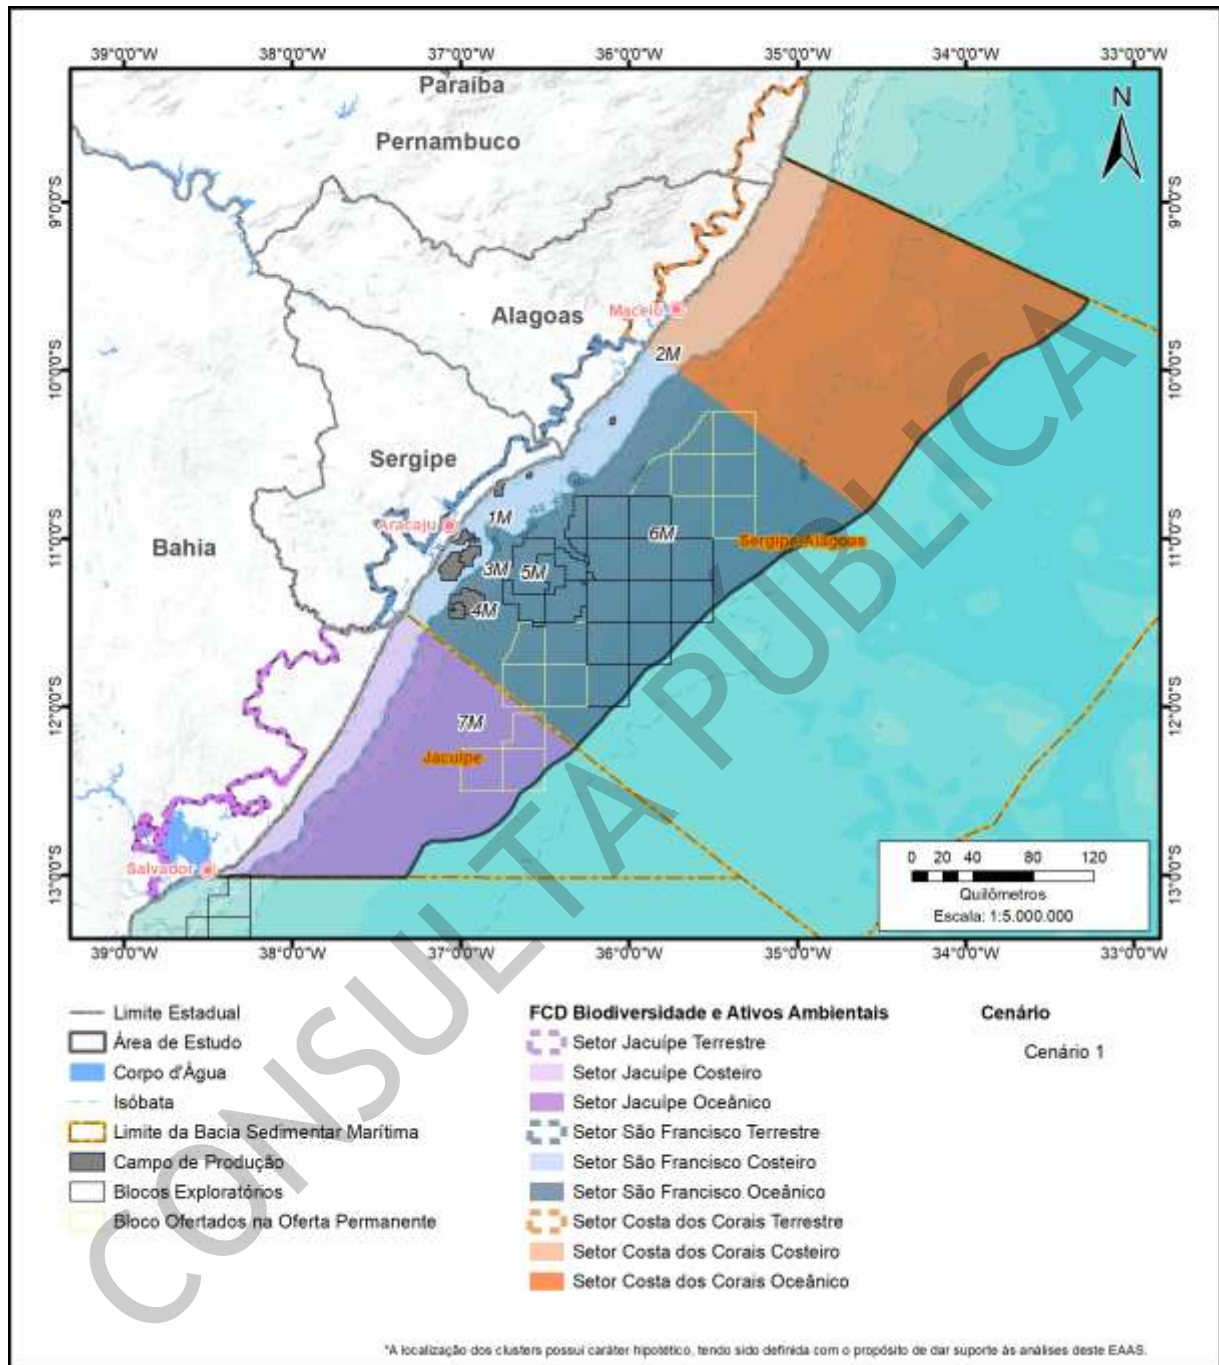 39°0'0"W 38°0'0"W 37°0'0"W 36°0'0"W 35°0'0"W 34°0'0"W 33°0'0"W
Paraíba
N
Pernambuco
9°0'0"S 9°0'0"S
Alagoas
Maceió
2M
10°0'0"S 10°0'0"S
Sergipe
1M
Aracaju
6M
11°0'0"S 11°0'0"S
Sergipe-Alagoas
Bahia
3M 5M
4M
12°0'0"S 12°0'0"S
7M
Jacuípe
0 20 40 80 120
Quilômetros
Escala: 1:5.000.000
Salvador
13°0'0"S 13°0'0"S
39°0'0"W 38°0'0"W 37°0'0"W 36°0'0"W 35°0'0"W 34°0'0"W 33°0'0"W
CONSULTA PÚBLICA
Limite Estadual
Área de Estudo
Corpo d'Água
Isóbata
Limite da Bacia Sedimentar Marítima
Campo de Produção
Blocos Exploratórios
Bloco Ofertados na Oferta Permanente
FCD Biodiversidade e Ativos Ambientais
Setor Jacuípe Terrestre
Setor Jacuípe Costeiro
Setor Jacuípe Oceânico
Setor São Francisco Terrestre
Setor São Francisco Costeiro
Setor São Francisco Oceânico
Setor Costa dos Corais Terrestre
Setor Costa dos Corais Costeiro
Setor Costa dos Corais Oceânico
Cenário
Cenário 1
*A localização dos clusters possui caráter hipotético, tendo sido definida com o propósito de dar suporte às análises deste EAAS.